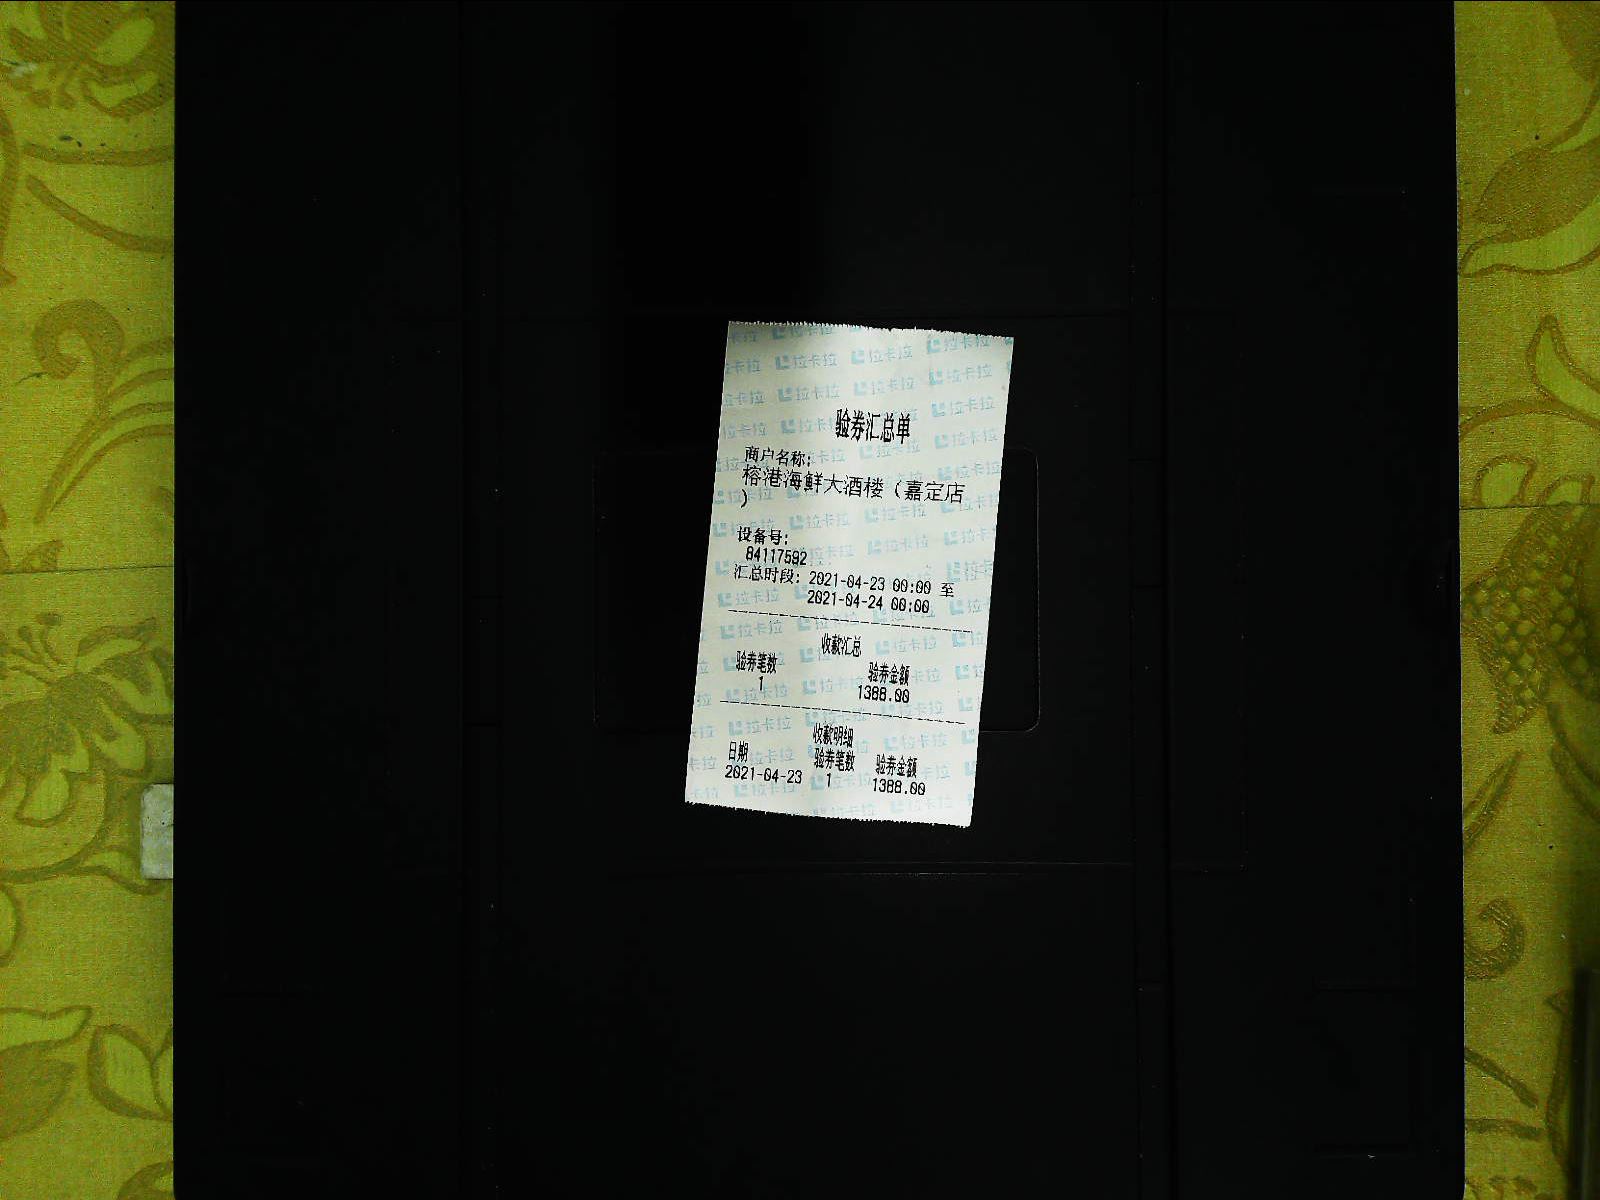 验券汇总单
商户名称:
榕港海鲜大酒楼（嘉定店
）
设备号:
84117592
汇总时段: 2021-04-23 00:00 至
2021-04-24 00:00
收款汇总
验券笔数 验券金额
1 1388.00
收款明细
日期 验券笔数 验券金额
2021-04-23 1 1388.00
拉卡拉